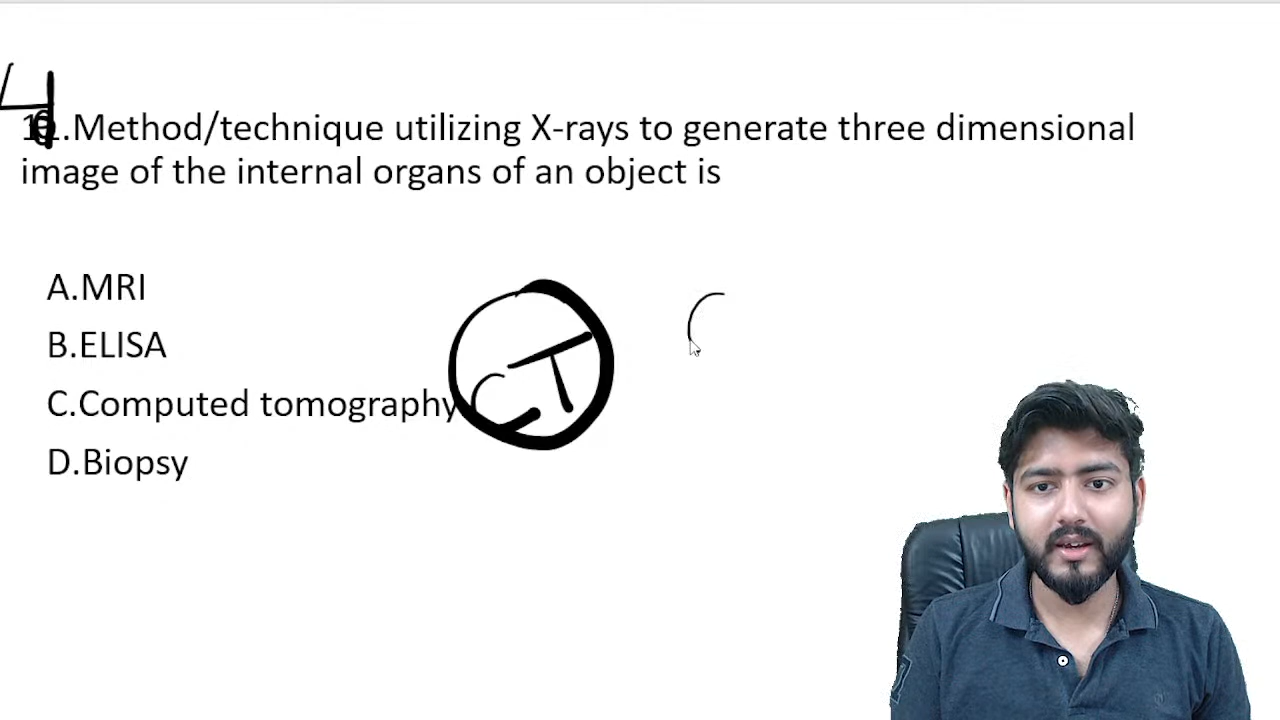 4
.Method/technique utilizing X-rays to generate three dimensional
image of the internal organs of an object is
A.MRI
B.ELISA
C.Computed tomography CT
D.Biopsy